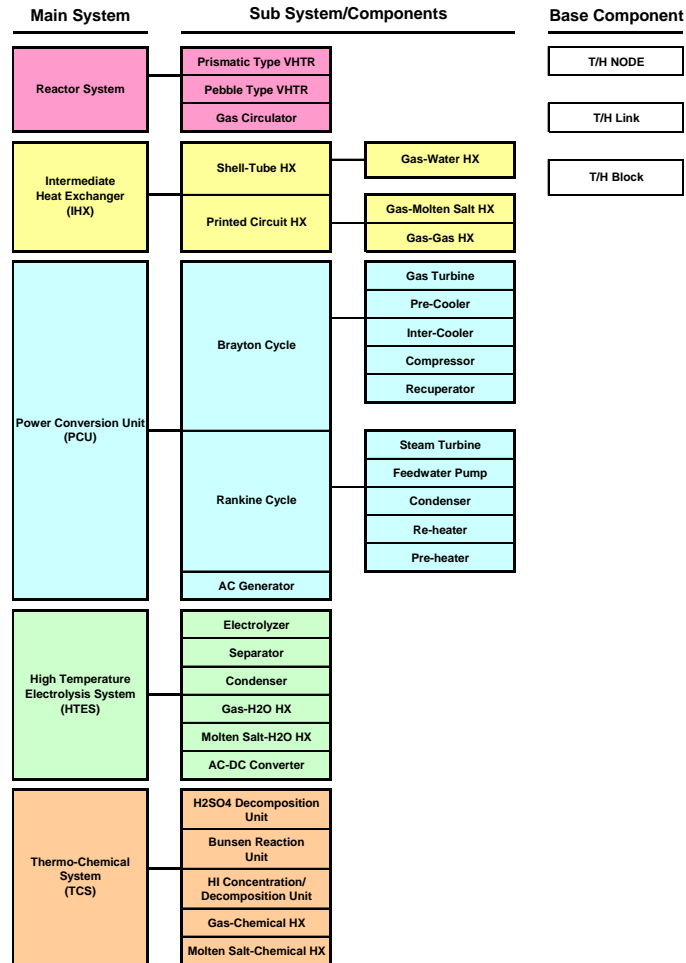 Main System
Sub System/Components
Base Component
Reactor System
Prismatic Type VHTR
Pebble Type VHTR
Gas Circulator
T/H NODE
T/H Link
T/H Block
Intermediate
Heat Exchanger
(IHX)
Shell-Tube HX
Gas-Water HX
Printed Circuit HX
Gas-Molten Salt HX
Gas-Gas HX
Power Conversion Unit
(PCU)
Brayton Cycle
Gas Turbine
Pre-Cooler
Inter-Cooler
Compressor
Recuperator
Rankine Cycle
Steam Turbine
Feedwater Pump
Condenser
Re-heater
Pre-heater
AC Generator
High Temperature
Electrolysis System
(HTES)
Electrolyzer
Separator
Condenser
Gas-H2O HX
Molten Salt-H2O HX
AC-DC Converter
Thermo-Chemical
System
(TCS)
H2SO4 Decomposition
Unit
Bunsen Reaction
Unit
HI Concentration/
Decomposition Unit
Gas-Chemical HX
Molten Salt-Chemical HX